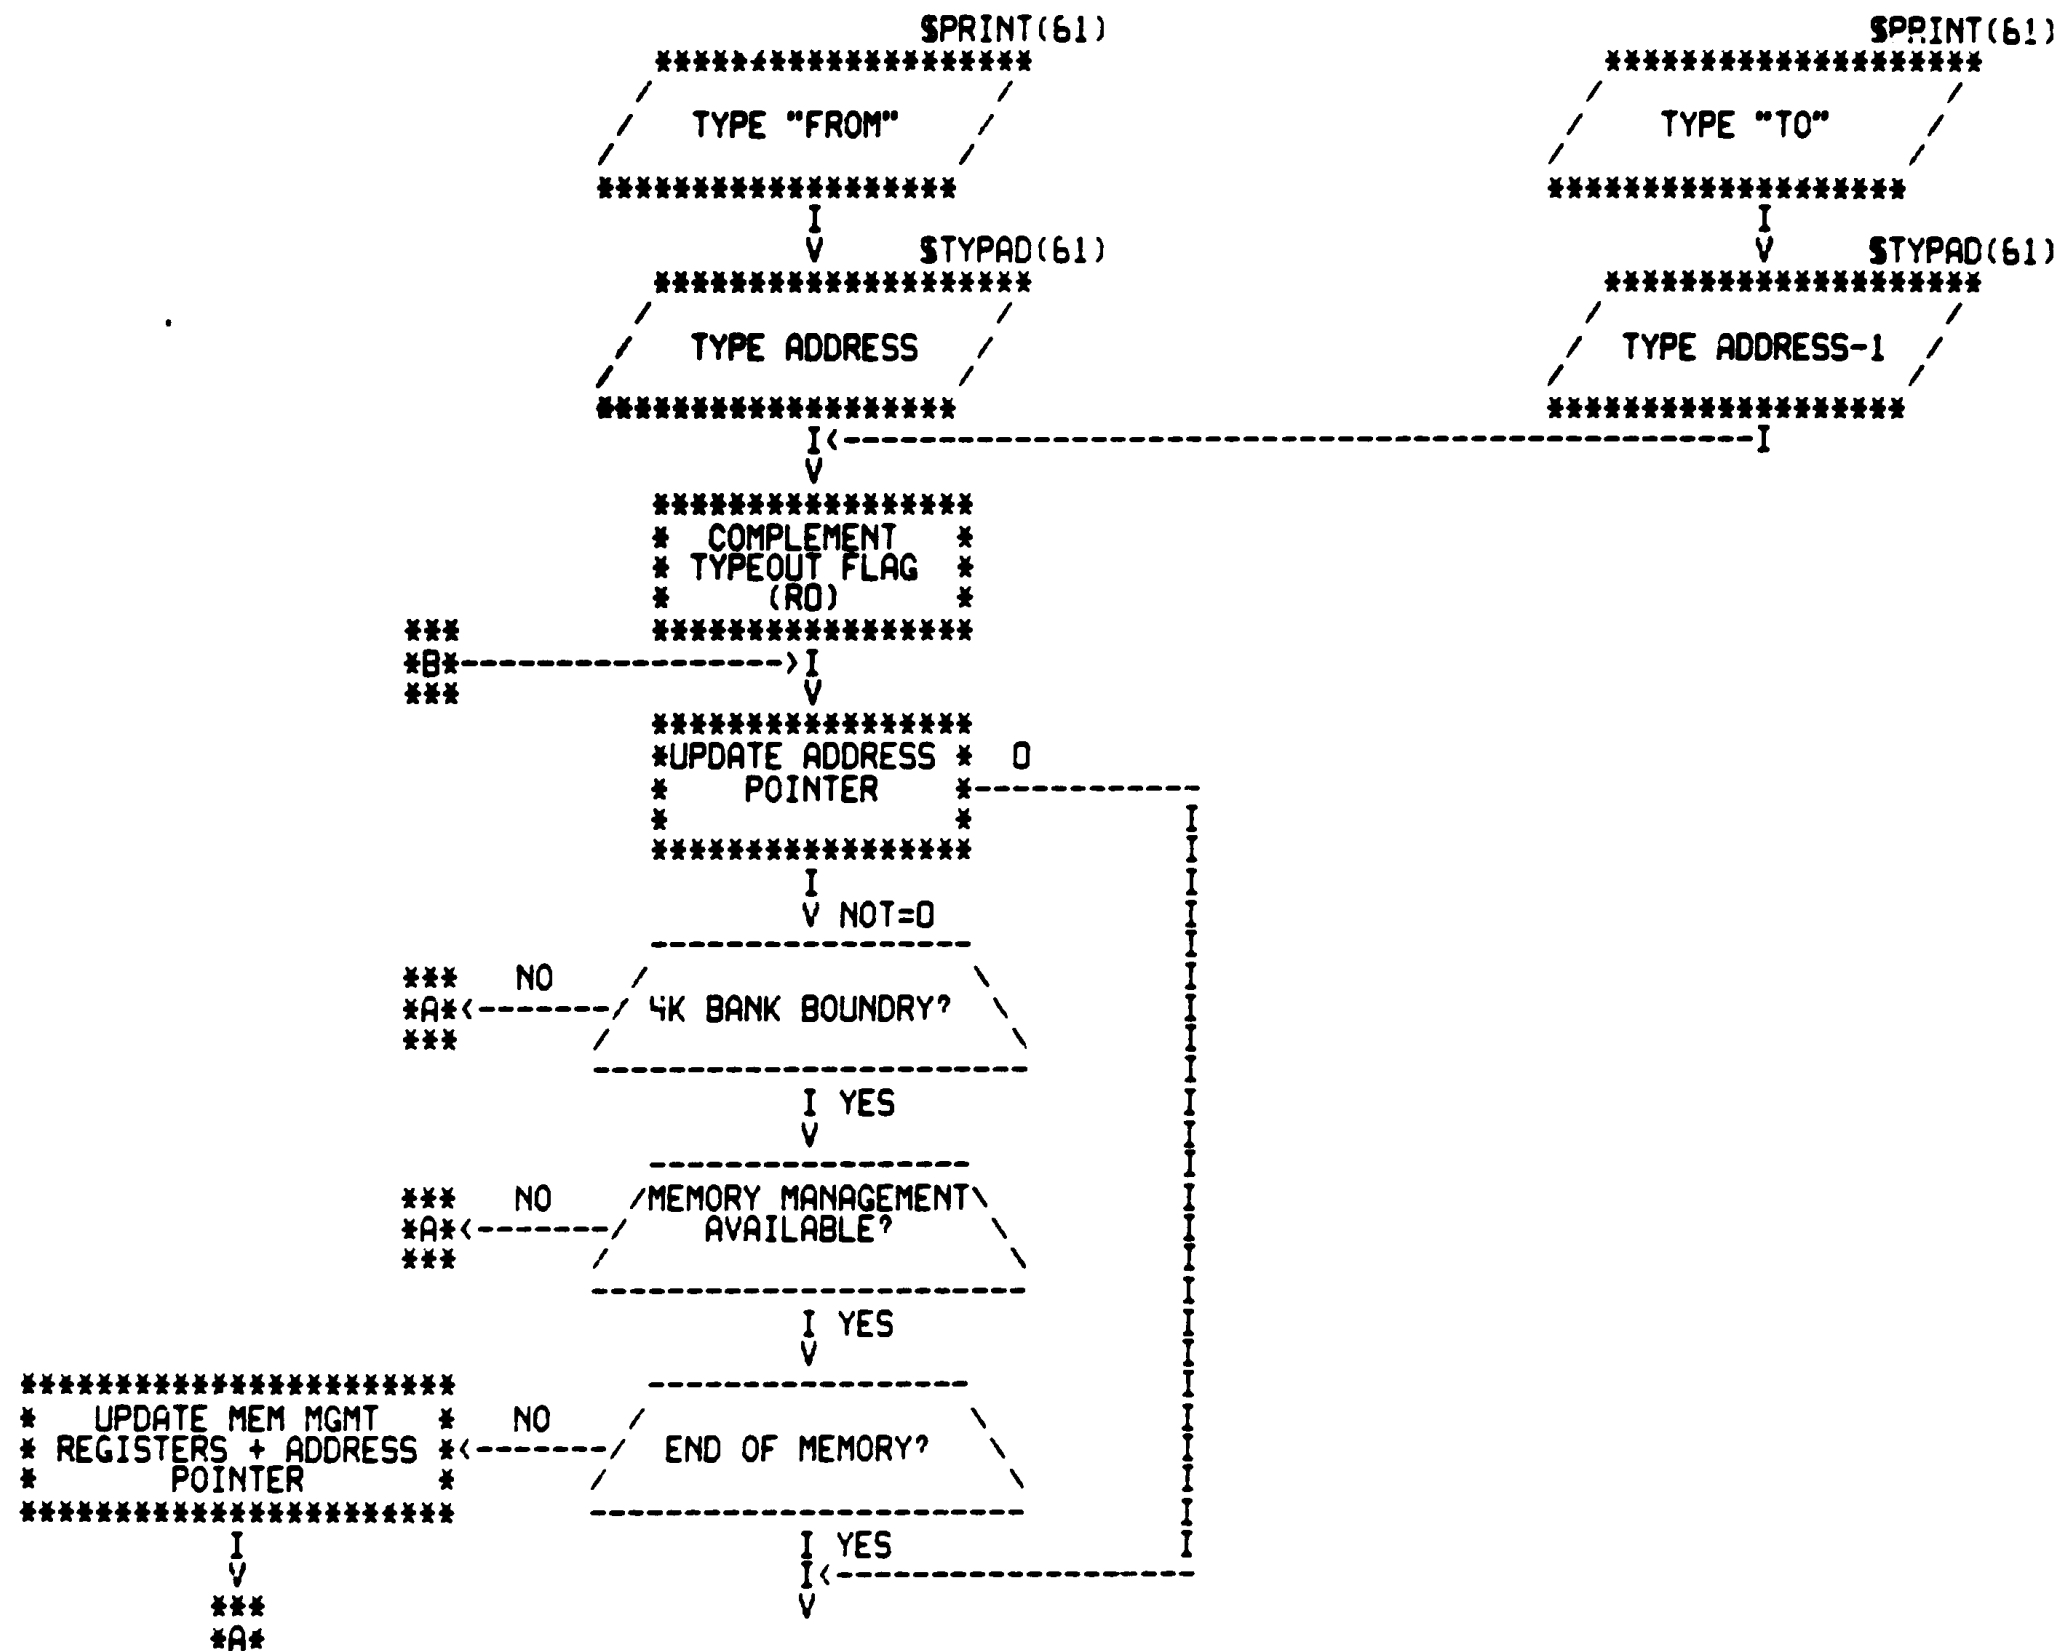 $PRINT(61)
TYPE "FROM"
$TYPAD(61)
TYPE ADDRESS
$PRINT(61)
TYPE "TO"
$TYPAD(61)
TYPE ADDRESS-1
COMPLEMENT
TYPEOUT FLAG
(R0)
B
UPDATE ADDRESS
POINTER
0
NOT=0
4K BANK BOUNDRY?
NO
A
YES
MEMORY MANAGEMENT
AVAILABLE?
NO
A
YES
END OF MEMORY?
NO
UPDATE MEM MGMT
REGISTERS + ADDRESS
POINTER
YES
A